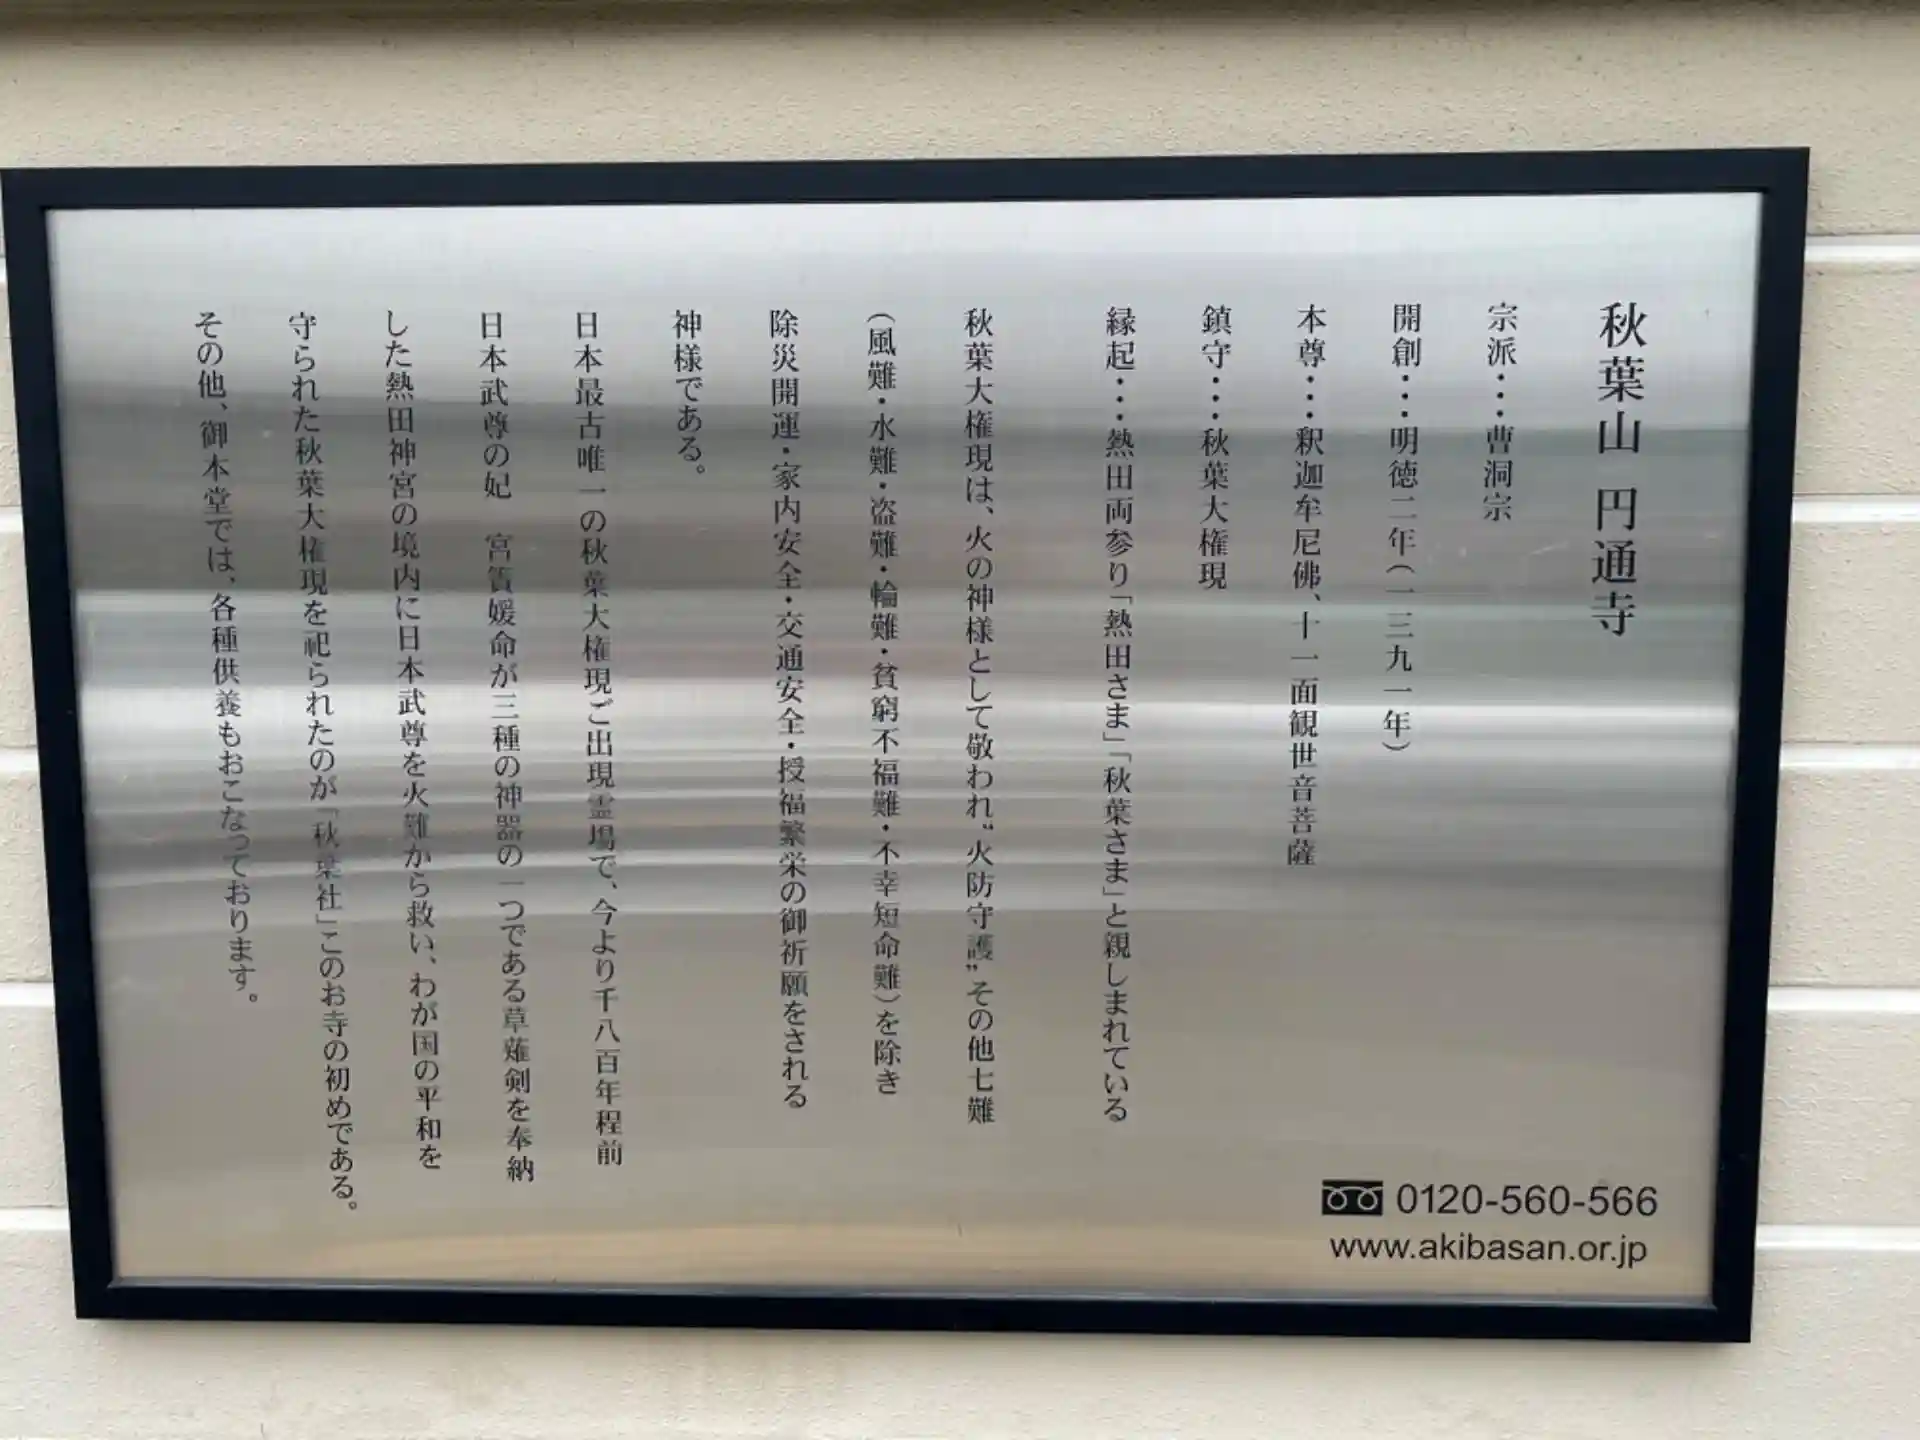 秋葉山 円通寺
宗派・・・曹洞宗
開創・・・明徳二年(一三九一年)
本尊・・・釈迦牟尼佛、十一面観世音菩薩
鎮守・・・秋葉大権現
縁起・・・熱田両参り「熱田さま」「秋葉さま」と親しまれている
秋葉大権現は、火の神様として敬われ〝火防守護〟その他七難
(風難・水難・盗難・輪難・貧窮不福難・不幸短命難)を除き
除災開運・家内安全・交通安全・授福繁栄の御祈願をされる
神様である。
日本最古唯一の秋葉大権現ご出現霊場で、今より千八百年程前
日本武尊の妃 宮簀媛命が三種の神器の一つである草薙剣を奉納
した熱田神宮の境内に日本武尊を火難から救い、わが国の平和を
守られた秋葉大権現を祀られたのが「秋葉社」このお寺の初めである。
その他、御本堂では、各種供養もおこなっております。
0120-560-566
www.akibasan.or.jp